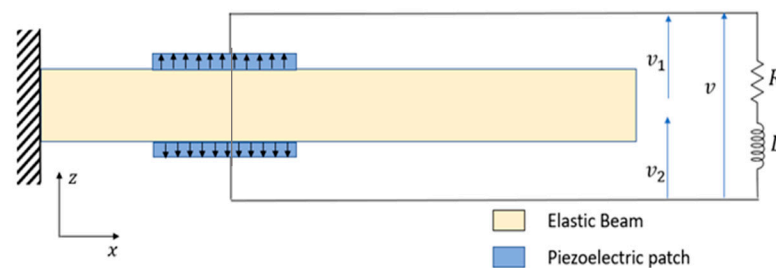 v₁
v
R
L
v₂
z
x
Elastic Beam
Piezoelectric patch